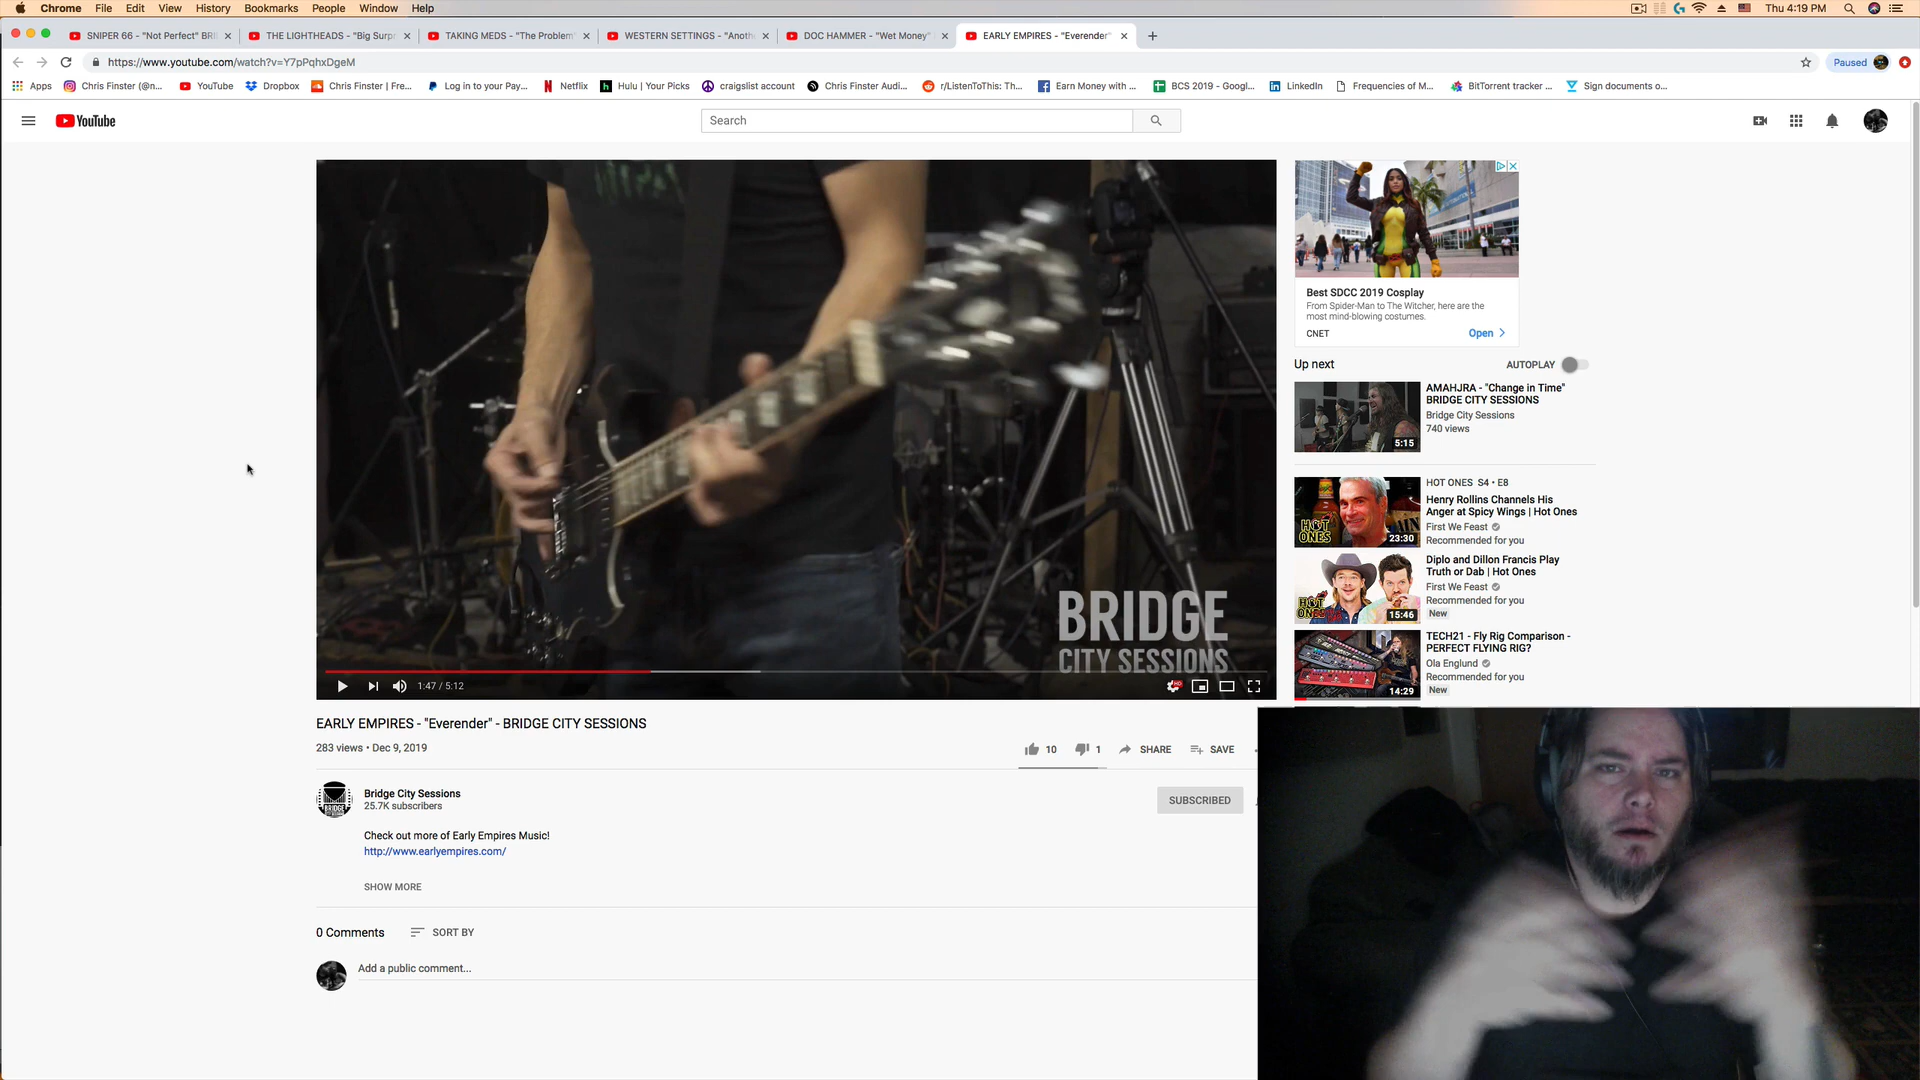 Chrome File Edit View History Bookmarks People Window Help
Thu 4:19 PM
SNIPER 66 - "Not Perfect" BRI
THE LIGHTHEADS - "Big Surpr
TAKING MEDS - "The Problem"
WESTERN SETTINGS - "Anoth
DOC HAMMER - "Wet Money"
EARLY EMPIRES - "Everender"
https://www.youtube.com/watch?v=Y7pPqhxDgeM
Paused
Apps
Chris Finster (@n...
YouTube
Dropbox
Chris Finster | Fre...
Log in to your Pay...
Netflix
Hulu | Your Picks
craigslist account
Chris Finster Audi...
r/ListenToThis: Th...
Earn Money with ...
BCS 2019 - Googl...
LinkedIn
Frequencies of M...
BitTorrent tracker ...
Sign documents o...
YouTube
Search
BRIDGE
CITY SESSIONS
1:47 / 5:12
HD
EARLY EMPIRES - "Everender" - BRIDGE CITY SESSIONS
283 views • Dec 9, 2019
10
1
SHARE
SAVE
Bridge City Sessions
25.7K subscribers
SUBSCRIBED
Check out more of Early Empires Music!
http://www.earlyempires.com/
SHOW MORE
0 Comments
SORT BY
Add a public comment...
Best SDCC 2019 Cosplay
From Spider-Man to The Witcher, here are the
most mind-blowing costumes.
CNET
Open
Up next
AUTOPLAY
AMAHJRA - "Change in Time"
BRIDGE CITY SESSIONS
Bridge City Sessions
740 views
5:15
HOT ONES S4 • E8
Henry Rollins Channels His
Anger at Spicy Wings | Hot Ones
First We Feast
Recommended for you
HOT
ONES
23:30
Diplo and Dillon Francis Play
Truth or Dab | Hot Ones
First We Feast
Recommended for you
New
HOT
ONES
15:46
TECH21 - Fly Rig Comparison -
PERFECT FLYING RIG?
Ola Englund
Recommended for you
New
14:29